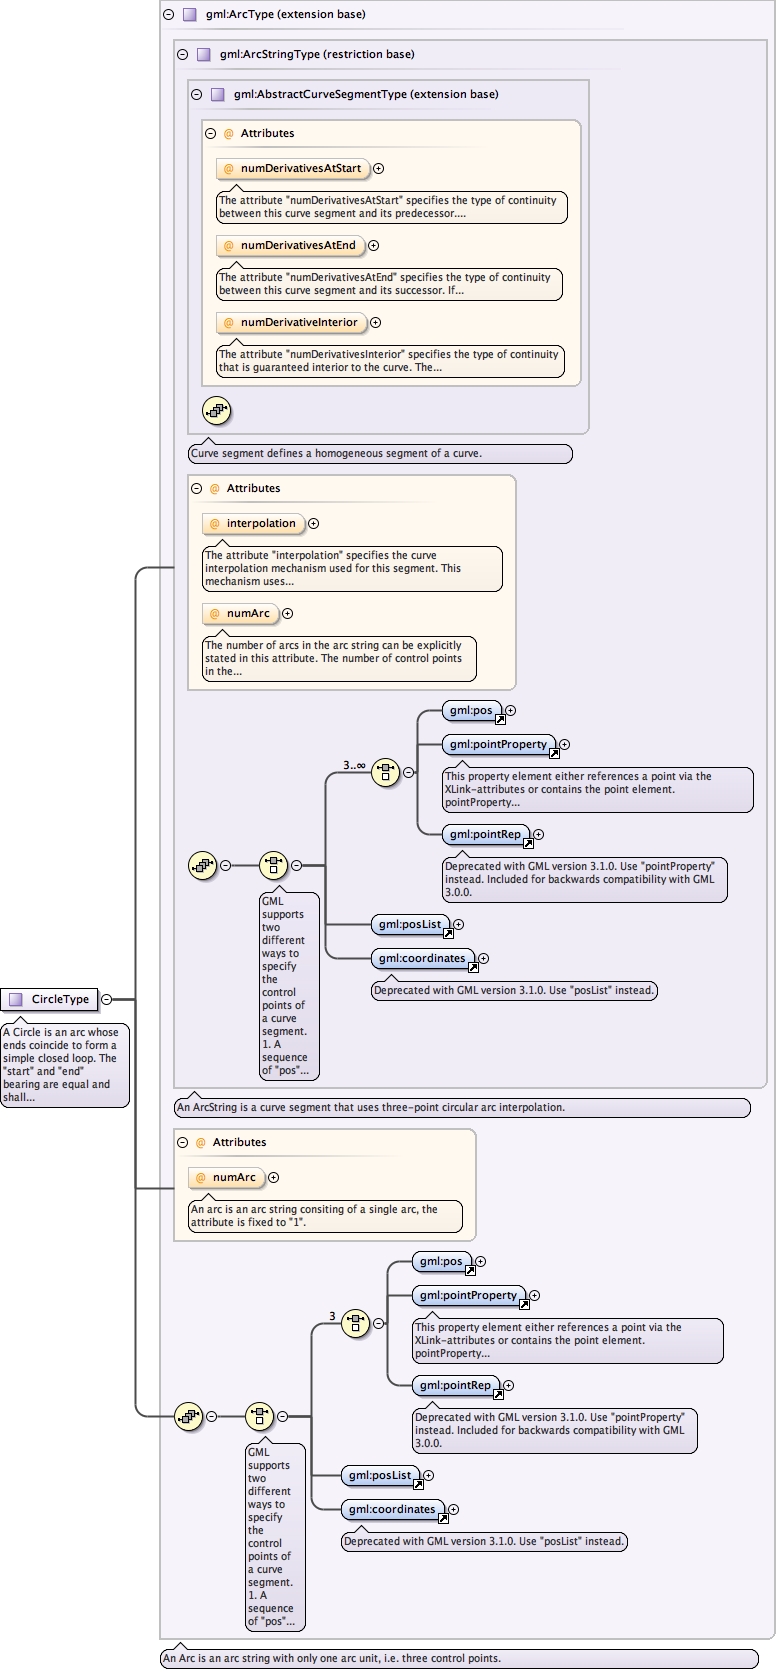 gml:ArcType (extension base)
gml:ArcStringType (restriction base)
gml:AbstractCurveSegmentType (extension base)
@ Attributes
@ numDerivativesAtStart
The attribute "numDerivativesAtStart" specifies the type of continuity
between this curve segment and its predecessor....
@ numDerivativesAtEnd
The attribute "numDerivativesAtEnd" specifies the type of continuity
between this curve segment and its successor. If...
@ numDerivativeInterior
The attribute "numDerivativesInterior" specifies the type of continuity
that is guaranteed interior to the curve. The...
Curve segment defines a homogeneous segment of a curve.
@ Attributes
@ interpolation
The attribute "interpolation" specifies the curve
interpolation mechanism used for this segment. This
mechanism uses...
@ numArc
The number of arcs in the arc string can be explicitly
stated in this attribute. The number of control points
in the...
gml:pos
gml:pointProperty
3..∞
This property element either references a point via the
XLink-attributes or contains the point element.
pointProperty...
gml:pointRep
Deprecated with GML version 3.1.0. Use "pointProperty"
instead. Included for backwards compatibility with GML
3.0.0.
GML
supports
two
different
ways to
specify
the
control
points of
a curve
segment.
1. A
sequence
of "pos"...
gml:posList
gml:coordinates
Deprecated with GML version 3.1.0. Use "posList" instead.
CircleType
A Circle is an arc whose
ends coincide to form a
simple closed loop. The
"start" and "end"
bearing are equal and
shall...
An ArcString is a curve segment that uses three-point circular arc interpolation.
@ Attributes
@ numArc
An arc is an arc string consiting of a single arc, the
attribute is fixed to "1".
gml:pos
gml:pointProperty
3
This property element either references a point via the
XLink-attributes or contains the point element.
pointProperty...
gml:pointRep
Deprecated with GML version 3.1.0. Use "pointProperty"
instead. Included for backwards compatibility with GML
3.0.0.
GML
supports
two
different
ways to
specify
the
control
points of
a curve
segment.
1. A
sequence
of "pos"...
gml:posList
gml:coordinates
Deprecated with GML version 3.1.0. Use "posList" instead.
An Arc is an arc string with only one arc unit, i.e. three control points.